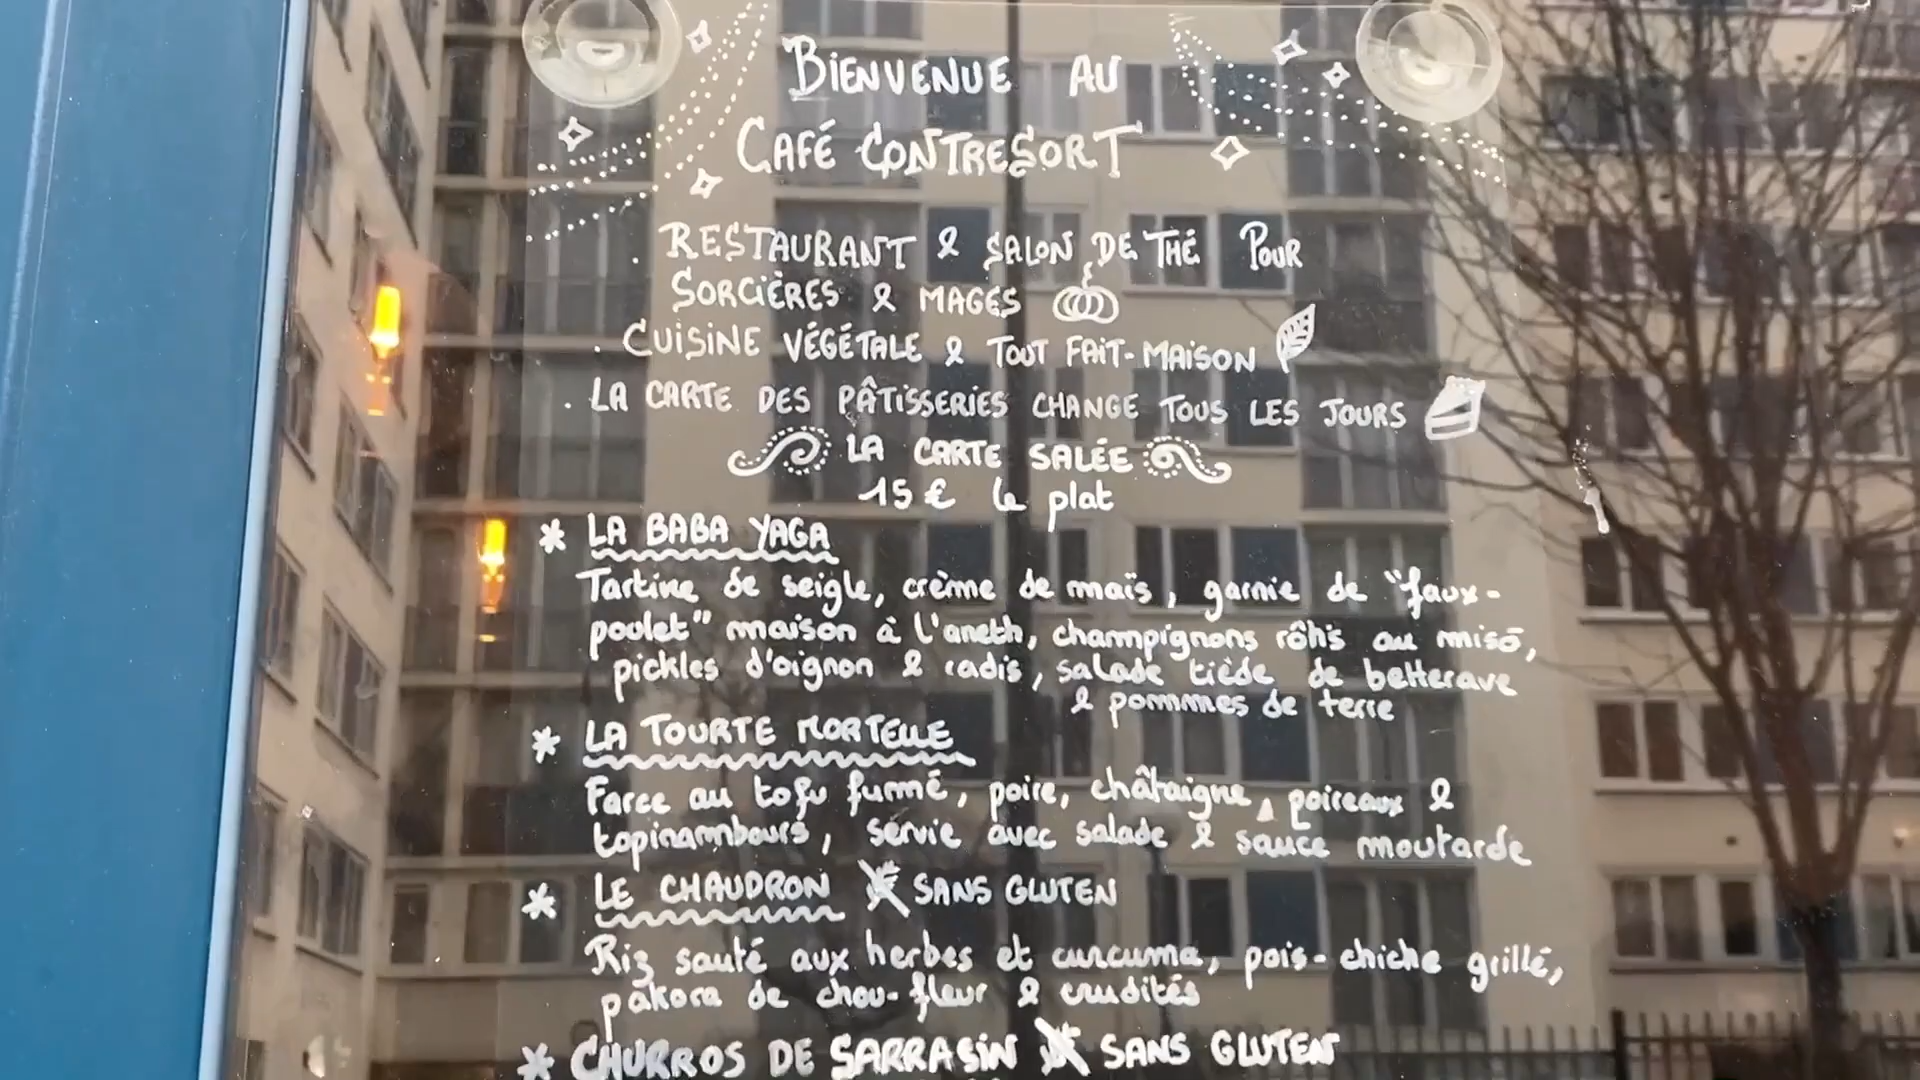 BIENVENUE AU
CAFÉ CONTRESORT
. RESTAURANT & SALON DE THÉ POUR
SORCIÈRES & MAGES
. CUISINE VÉGÉTALE & TOUT FAIT-MAISON
. LA CARTE DES PÂTISSERIES CHANGE TOUS LES JOURS
LA CARTE SALÉE
15€ le plat
* LA BABA YAGA
Tartine de seigle, crème de maïs, garnie de "faux-
poulet" maison à l'aneth, champignons rôtis au miso,
pickles d'oignon & radis, salade tiède de betterave
& pommes de terre
* LA TOURTE MORTELLE
Farce au tofu fumé, poire, châtaigne, poireaux &
topinambours, servie avec salade & sauce moutarde
* LE CHAUDRON SANS GLUTEN
Riz sauté aux herbes et curcuma, pois-chiche grillé,
pakora de chou-fleur & crudités
* CHURROS DE SARRASIN SANS GLUTEN